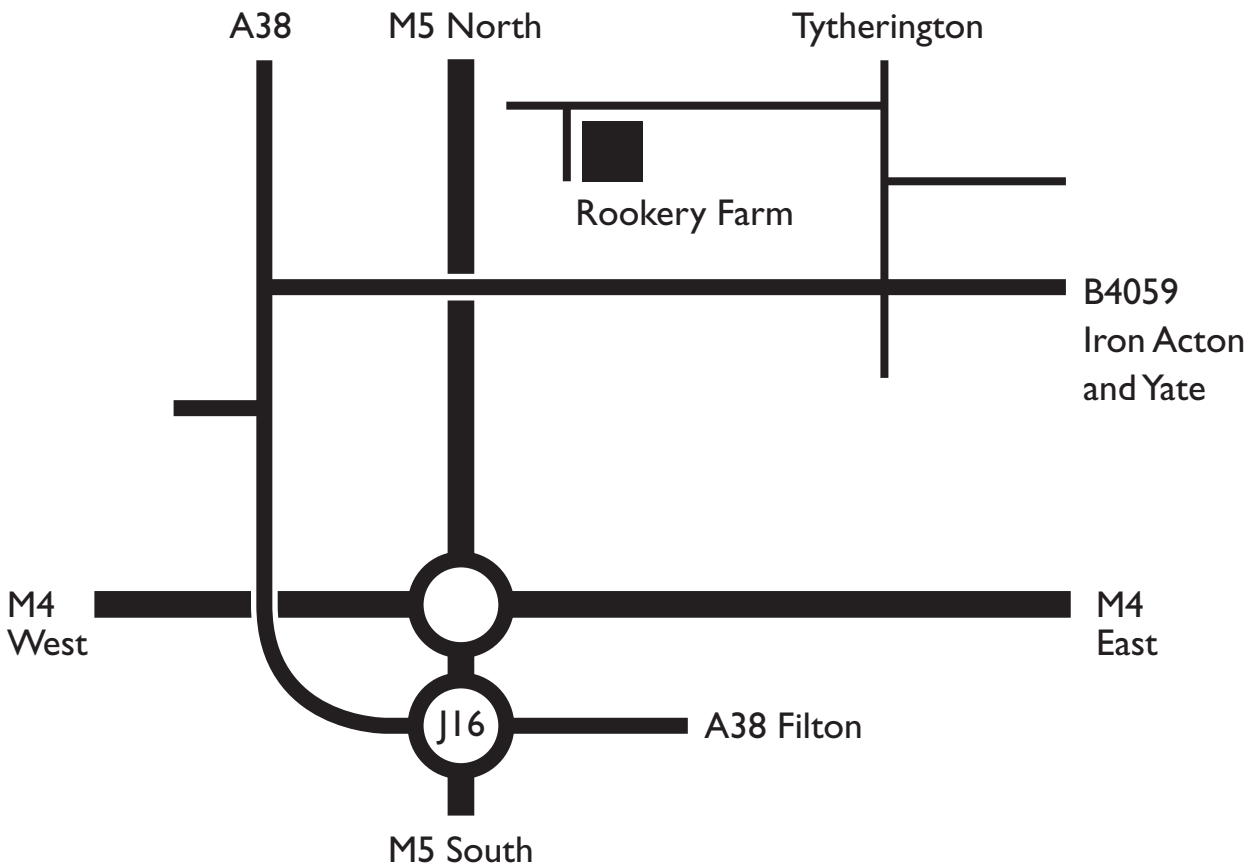 A38
M5 North
Tytherington
Rookery Farm
B4059
Iron Acton
and Yate
M4
West
M4
East
J16
A38 Filton
M5 South